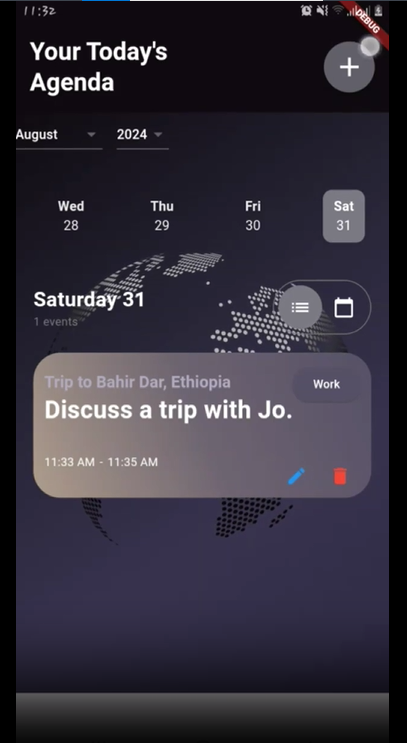 11:32
DEBUG
Your Today's
Agenda
August 2024
Wed Thu Fri Sat
28 29 30 31
Saturday 31
1 events
Trip to Bahir Dar, Ethiopia
Work
Discuss a trip with Jo.
11:33 AM - 11:35 AM